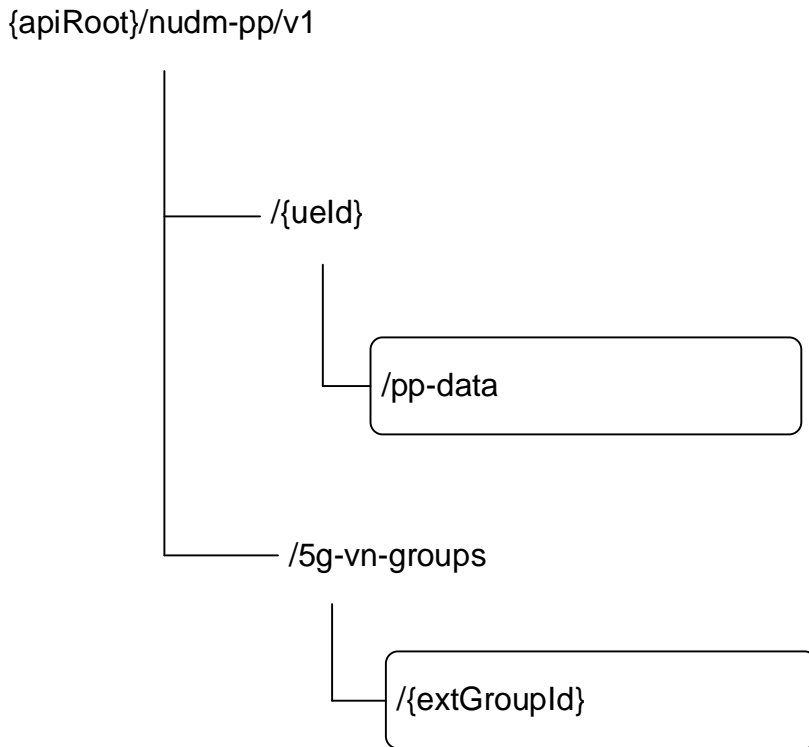 {apiRoot}/nudm-pp/v1
/{ueId}
/pp-data
/5g-vn-groups
/{extGroupId}